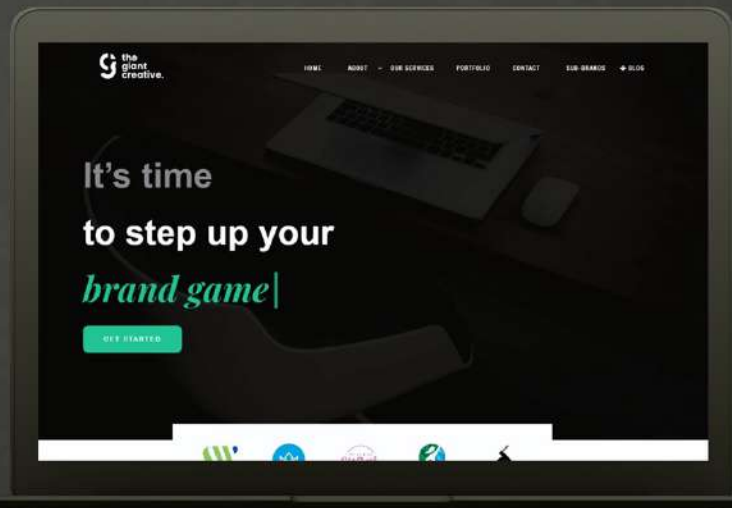 the
giant
creative.
HOME ABOUT OUR SERVICES PORTFOLIO CONTACT SUB-BRANDS + BLOG
It's time
to step up your
brand game
GET STARTED